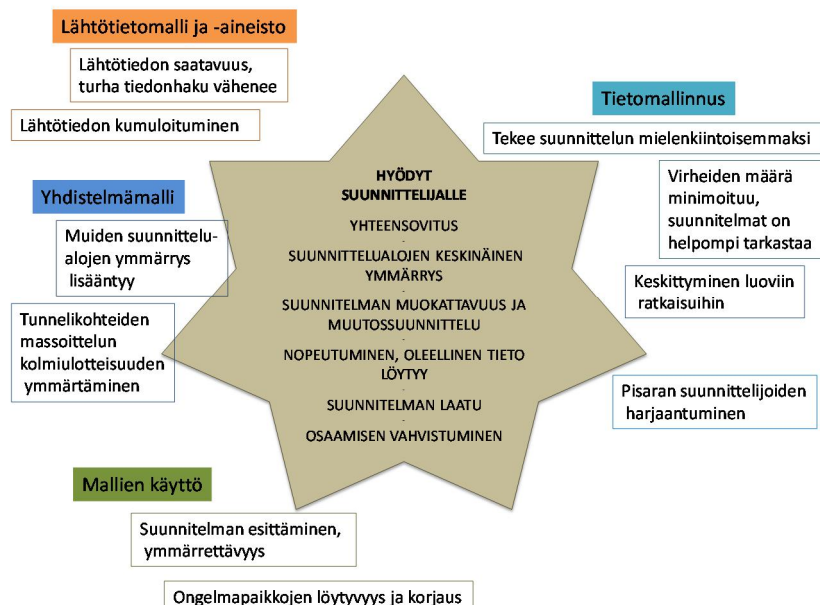 Lähtötietomalli ja -aineisto
Lähtötiedon saatavuus,
turha tiedonhaku vähenee
Lähtötiedon kumuloituminen
Yhdistelmämalli
Muiden suunnittelu-
alojen ymmärrys
lisääntyy
Tunnelikohteiden
massoittelun
kolmiulotteisuuden
ymmärtäminen
HYÖDYT
SUUNNITTELIJALLE
YHTEENSOVITUS
-
SUUNNITTELUALOJEN KESKINÄINEN
YMMÄRRYS
-
SUUNNITELMAN MUOKATTAVUUS JA
MUUTOSSUUNNITTELU
-
NOPEUTUMINEN, OLEELLINEN TIETO
LÖYTYY
-
SUUNNITELMAN LAATU
-
OSAAMISEN VAHVISTUMINEN
Tietomallinnus
Tekee suunnittelun mielenkiintoisemmaksi
Virheiden määrä
minimoituu,
suunnitelmat on
helpompi tarkastaa
Keskittyminen luoviin
ratkaisuihin
Pisaran suunnittelijoiden
harjaantuminen
Mallien käyttö
Suunnitelman esittäminen,
ymmärrettävyys
Ongelmapaikkojen löytyvyys ja korjaus